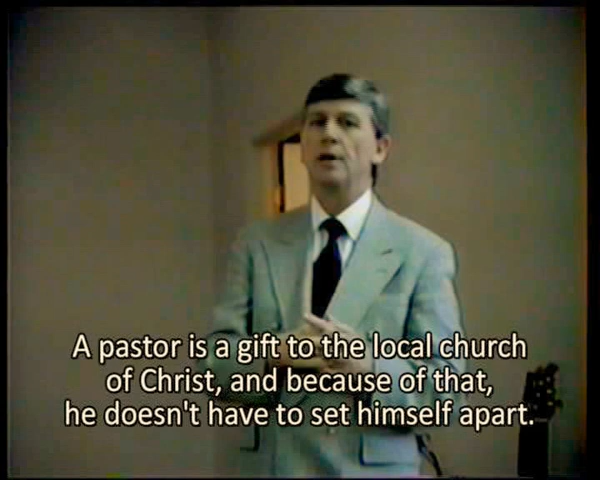 A pastor is a gift to the local church
of Christ, and because of that,
he doesn't have to set himself apart.